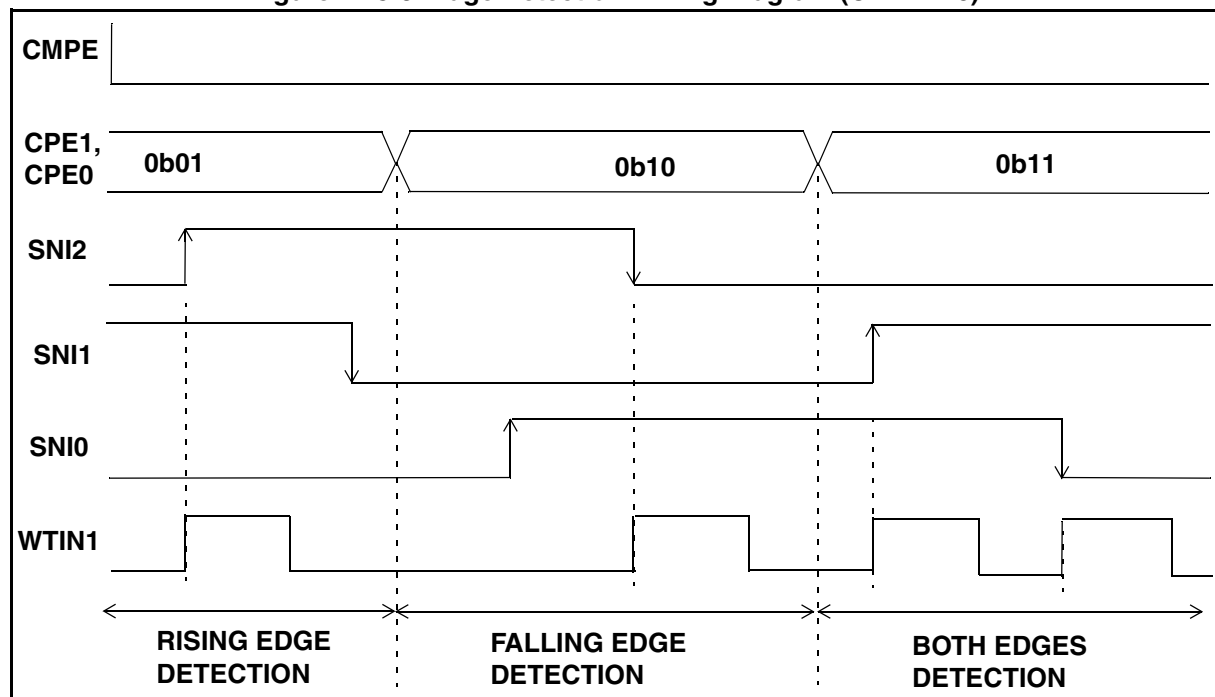 CMPE
CPE1,
CPE0
0b01
0b10
0b11
SNI2
SNI1
SNI0
WTIN1
RISING EDGE
DETECTION
FALLING EDGE
DETECTION
BOTH EDGES
DETECTION